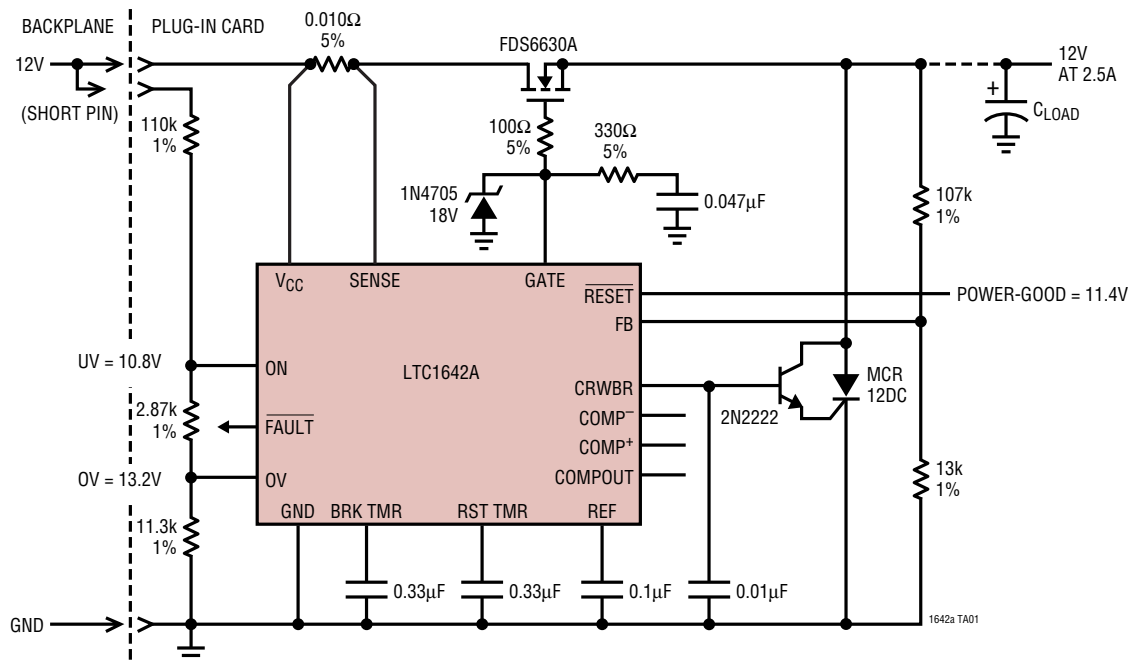 BACKPLANE
PLUG-IN CARD
0.010Ω
5%
FDS6630A
12V
12V
AT 2.5A
(SHORT PIN)
110k
1%
100Ω
5%
330Ω
5%
+
CLOAD
1N4705
18V
0.047µF
107k
1%
VCC
SENSE
GATE
RESET
POWER-GOOD = 11.4V
FB
UV = 10.8V
ON
LTC1642A
CRWBR
MCR
12DC
2.87k
1%
FAULT
COMP–
2N2222
COMP+
OV = 13.2V
OV
COMPOUT
13k
1%
GND
BRK TMR
RST TMR
REF
11.3k
1%
0.33µF
0.33µF
0.1µF
0.01µF
GND
1642a TA01